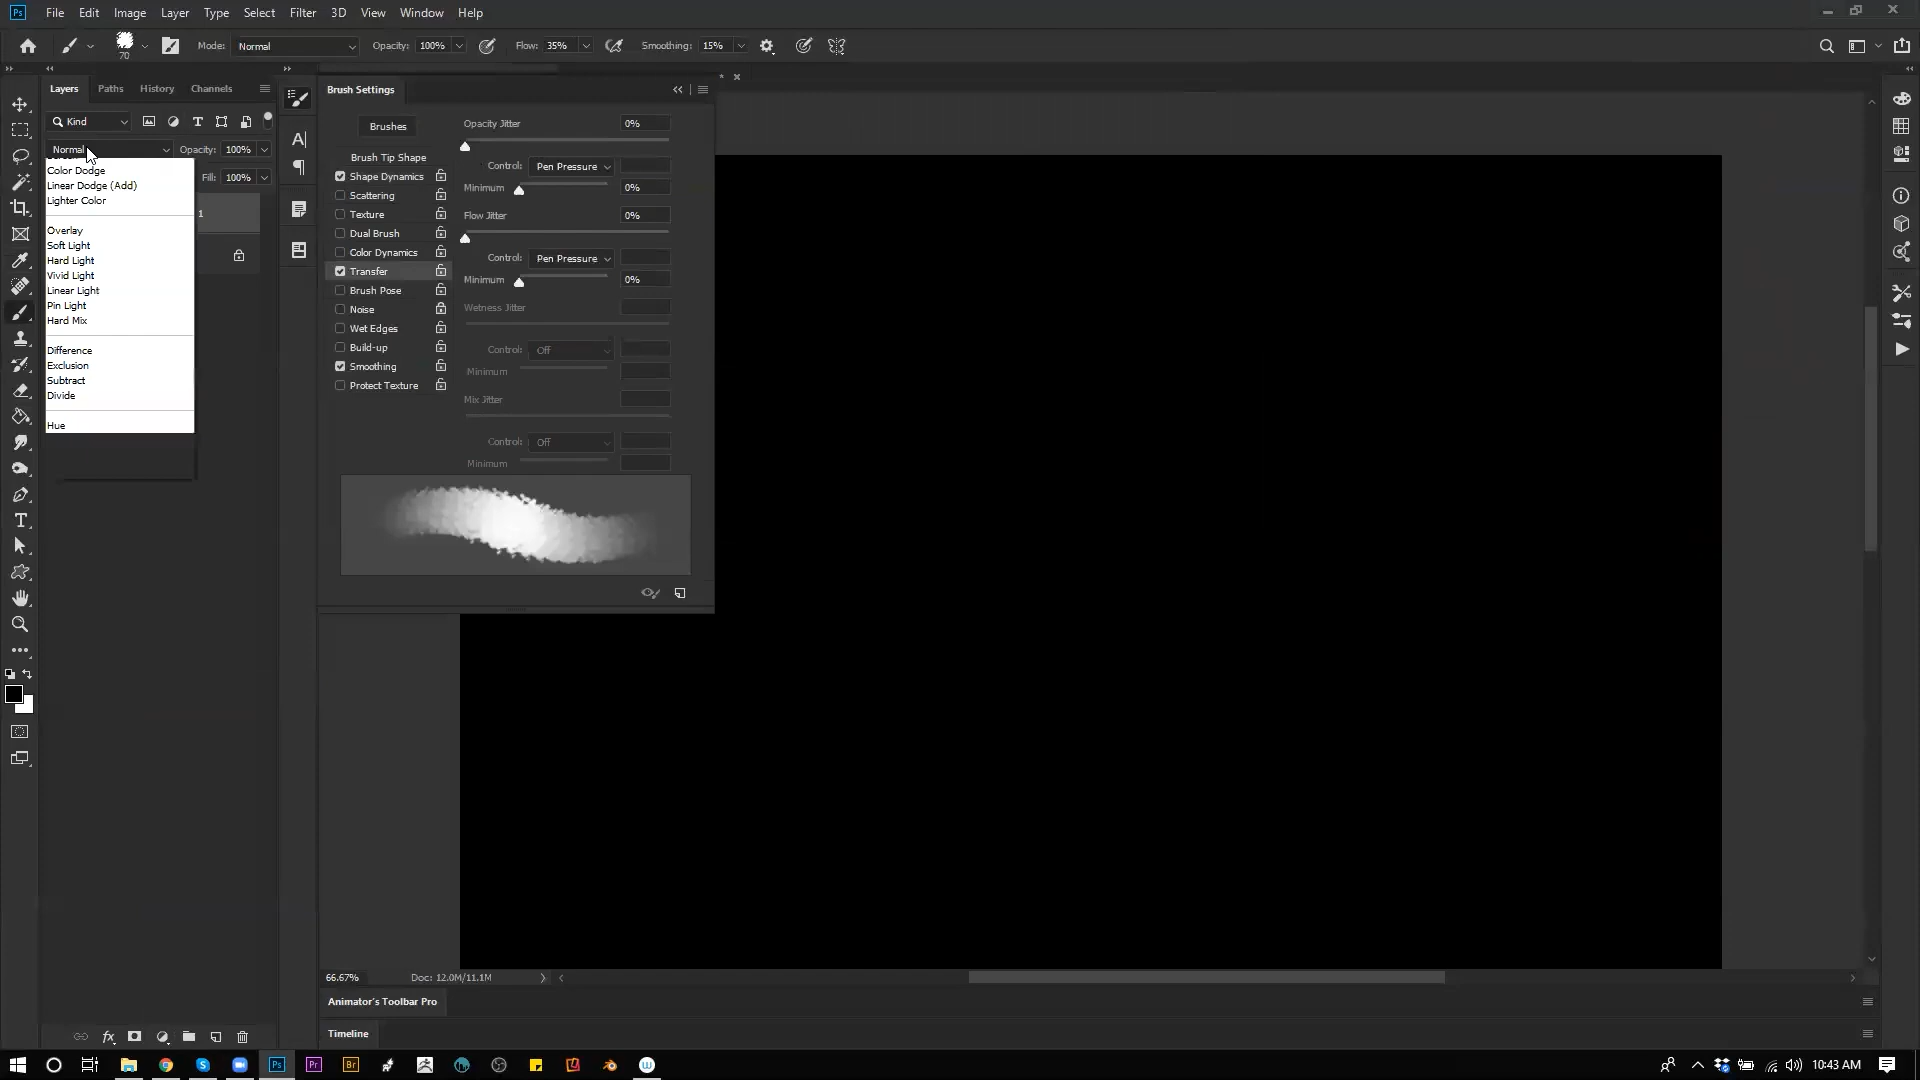 Ps File Edit Image Layer Type Select Filter 3D View Window Help
70 Mode: Normal Opacity: 100% Flow: 35% Smoothing: 15%
Layers Paths History Channels
Kind
Normal Opacity: 100%
Fill: 100%
1
Color Dodge
Linear Dodge (Add)
Lighter Color
Overlay
Soft Light
Hard Light
Vivid Light
Linear Light
Pin Light
Hard Mix
Difference
Exclusion
Subtract
Divide
Hue
Brush Settings
Brushes
Brush Tip Shape
Shape Dynamics
Scattering
Texture
Dual Brush
Color Dynamics
Transfer
Brush Pose
Noise
Wet Edges
Build-up
Smoothing
Protect Texture
Opacity Jitter 0%
Control: Pen Pressure
Minimum 0%
Flow Jitter 0%
Control: Pen Pressure
Minimum 0%
Wetness Jitter
Control: Off
Minimum
Mix Jitter
Control: Off
Minimum
66.67% Doc: 12.0M/11.1M
Animator's Toolbar Pro
Timeline
Ps Pr Br 10:43 AM